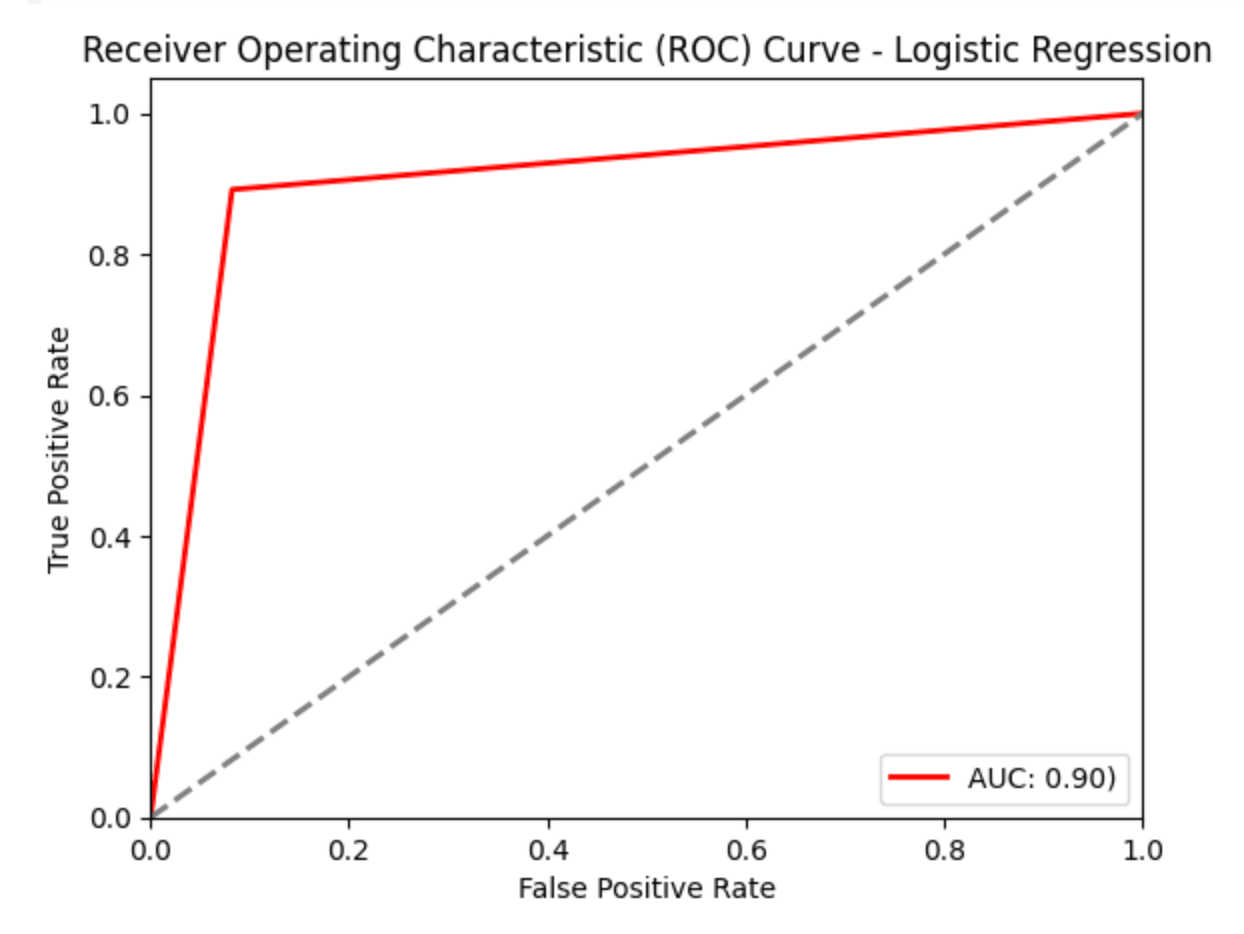 Receiver Operating Characteristic (ROC) Curve - Logistic Regression
1.0
0.8
0.6
0.4
0.2
0.0
True Positive Rate
AUC: 0.90)
0.0 0.2 0.4 0.6 0.8 1.0
False Positive Rate